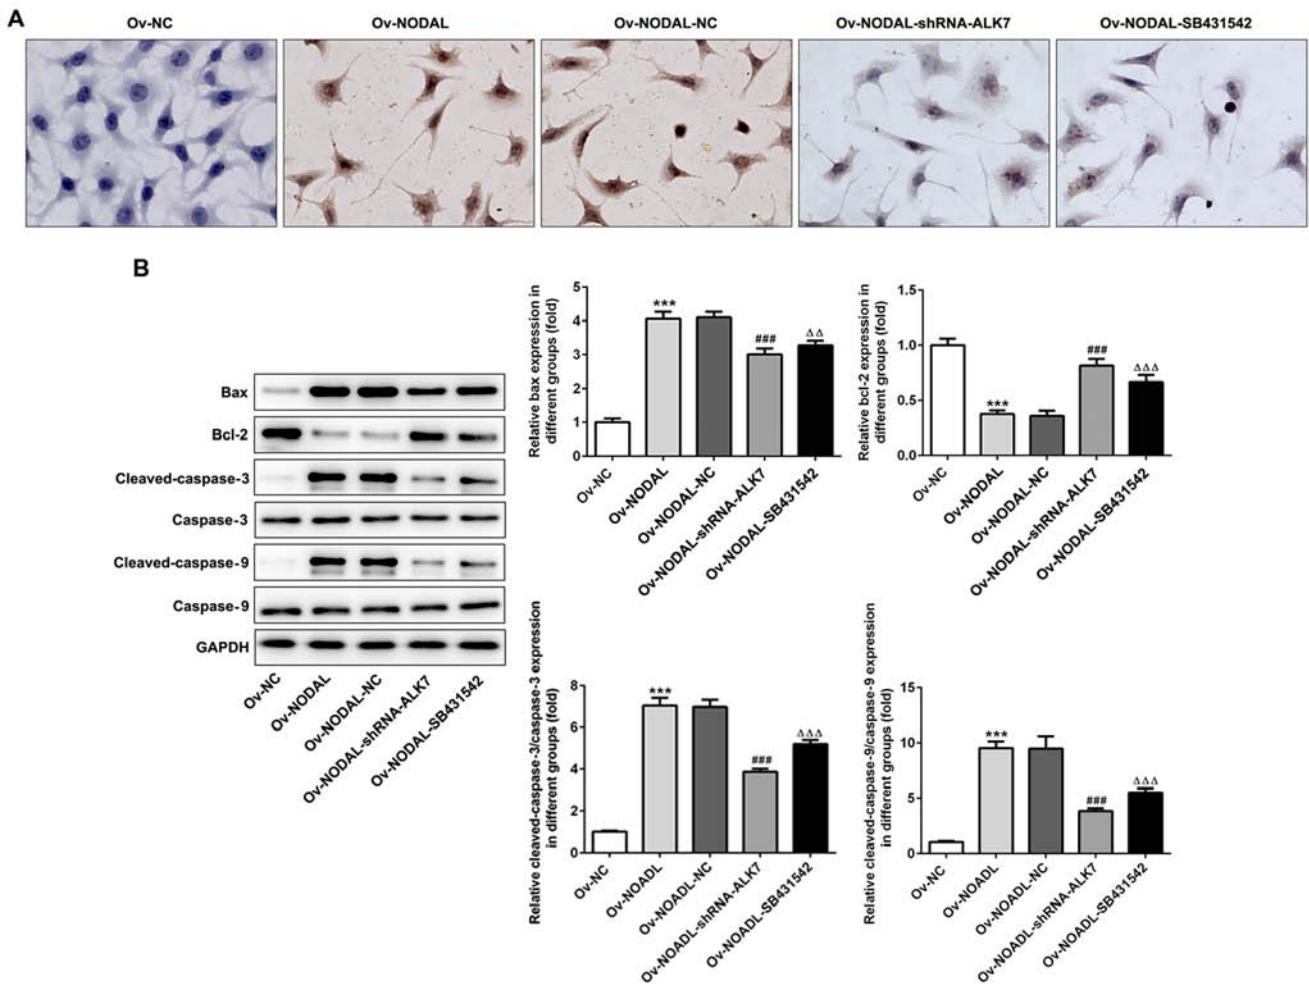 A
Ov-NC
Ov-NODAL
Ov-NODAL-NC
Ov-NODAL-shRNA-ALK7
Ov-NODAL-SB431542
B
Bax
Bcl-2
Cleaved-caspase-3
Caspase-3
Cleaved-caspase-9
Caspase-9
GAPDH
Ov-NC
Ov-NODAL
Ov-NODAL-NC
Ov-NODAL-shRNA-ALK7
Ov-NODAL-SB431542
Relative bax expression in
different groups (fold)
5
4
3
2
1
0
***
###
ΔΔ
Ov-NC
Ov-NODAL
Ov-NODAL-NC
Ov-NODAL-shRNA-ALK7
Ov-NODAL-SB431542
Relative bcl-2 expression in
different groups (fold)
1.5
1.0
0.5
0.0
***
###
ΔΔΔ
Ov-NC
Ov-NODAL
Ov-NODAL-NC
Ov-NODAL-shRNA-ALK7
Ov-NODAL-SB431542
Relative cleaved-caspase-3/caspase-3 expression
in different groups (fold)
8
6
4
2
0
***
###
ΔΔΔ
Ov-NC
Ov-NOADL
Ov-NOADL-NC
Ov-NOADL-shRNA-ALK7
Ov-NOADL-SB431542
Relative cleaved-caspase-9/caspase-9 expression
in different groups (fold)
15
10
5
0
***
###
ΔΔΔ
Ov-NC
Ov-NOADL
Ov-NOADL-NC
Ov-NOADL-shRNA-ALK7
Ov-NOADL-SB431542